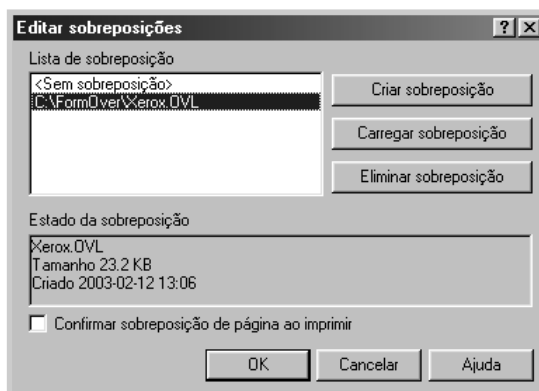 Editar sobreposições
Lista de sobreposição
<Sem sobreposição>
C:\FormOver\Xerox.OVL
Criar sobreposição
Carregar sobreposição
Eliminar sobreposição
Estado da sobreposição
Xerox.OVL
Tamanho 23.2 KB
Criado 2003-02-12 13:06
Confirmar sobreposição de página ao imprimir
OK Cancelar Ajuda